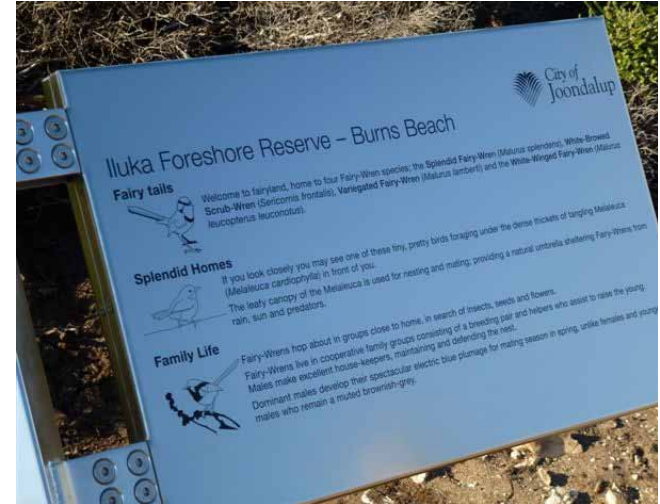 City of
Joondalup
Iluka Foreshore Reserve – Burns Beach
Fairy tails
Welcome to fairyland, home to four Fairy-Wren species: the Splendid Fairy-Wren (Malurus splendens), White-Browed
Scrub-Wren (Sericornis frontalis), Variegated Fairy-Wren (Malurus lamberti) and the White-Winged Fairy-Wren (Malurus
leucopterus leuconotus).
Splendid Homes
If you look closely you may see one of these tiny, pretty birds foraging under the dense thickets of tangling Melaleuca
(Melaleuca cardiophylla) in front of you.
The leafy canopy of the Melaleuca is used for nesting and mating; providing a natural umbrella sheltering Fairy-Wrens from
rain, sun and predators.
Family Life
Fairy-Wrens hop about in groups close to home, in search of insects, seeds and flowers.
Fairy-Wrens live in cooperative family groups consisting of a breeding pair and helpers who assist to raise the young.
Males make excellent house-keepers, maintaining and defending the nest.
Dominant males develop their spectacular electric blue plumage for mating season in spring, unlike females and younger
males who remain a muted brownish-grey.